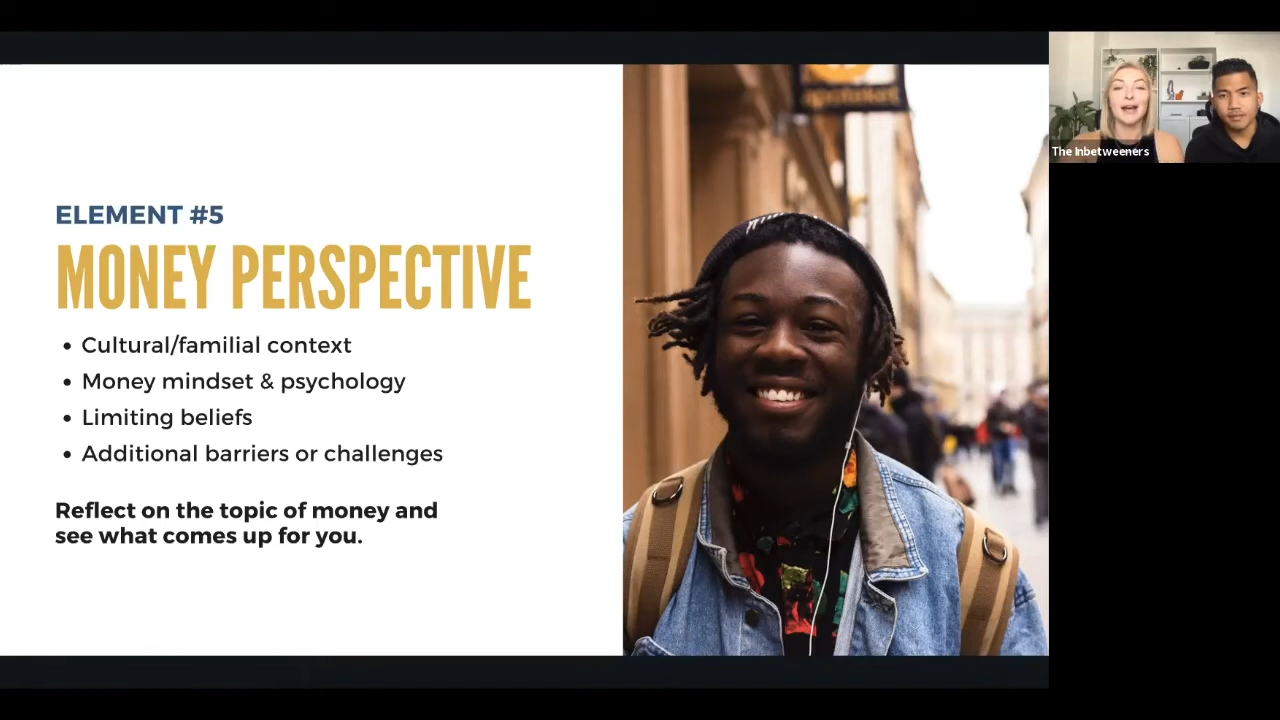 ELEMENT #5
MONEY PERSPECTIVE
• Cultural/familial context
• Money mindset & psychology
• Limiting beliefs
• Additional barriers or challenges
Reflect on the topic of money and
see what comes up for you.
The Inbetweeners